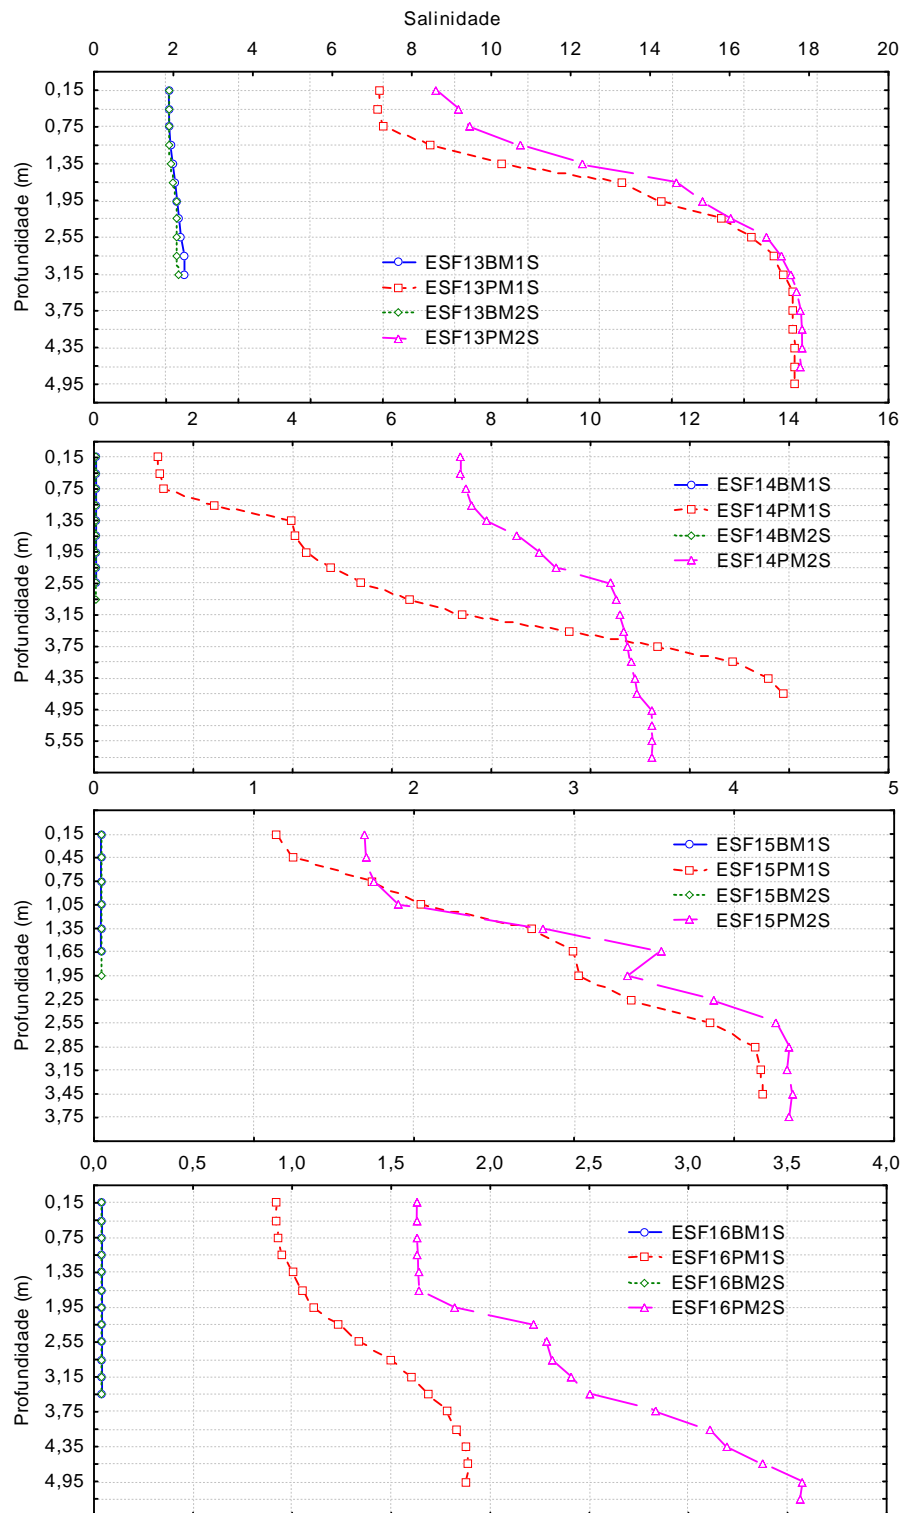 Salinidade
0 2 4 6 8 10 12 14 16 18 20
Profundidade (m)
0,15
0,75
1,35
1,95
2,55
3,15
3,75
4,35
4,95
ESF13BM1S
ESF13PM1S
ESF13BM2S
ESF13PM2S
0 2 4 6 8 10 12 14 16
Profundidade (m)
0,15
0,75
1,35
1,95
2,55
3,15
3,75
4,35
4,95
5,55
ESF14BM1S
ESF14PM1S
ESF14BM2S
ESF14PM2S
0 1 2 3 4 5
Profundidade (m)
0,15
0,45
0,75
1,05
1,35
1,65
1,95
2,25
2,55
2,85
3,15
3,45
3,75
ESF15BM1S
ESF15PM1S
ESF15BM2S
ESF15PM2S
0,0 0,5 1,0 1,5 2,0 2,5 3,0 3,5 4,0
Profundidade (m)
0,15
0,75
1,35
1,95
2,55
3,15
3,75
4,35
4,95
ESF16BM1S
ESF16PM1S
ESF16BM2S
ESF16PM2S